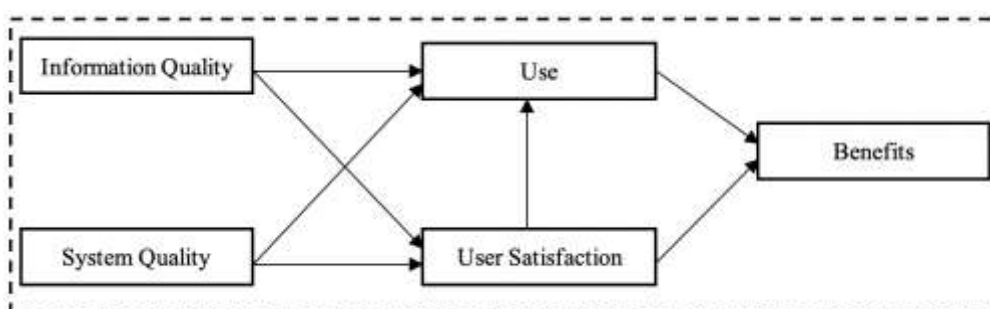 Information Quality
Use
Benefits
System Quality
User Satisfaction